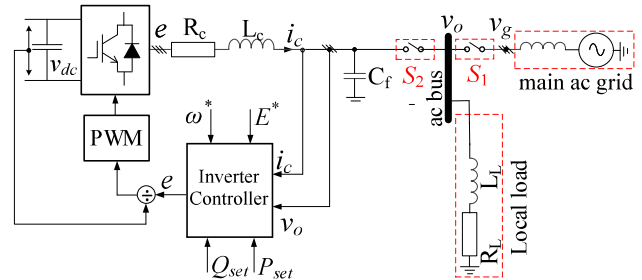 e R_c L_c i_c v_o v_g
v_dc
C_f S_2 S_1
main ac grid
ac bus
PWM
ω* E*
i_c
e Inverter
Controller
÷
v_o
Q_set P_set
L_L
R_L
Local load